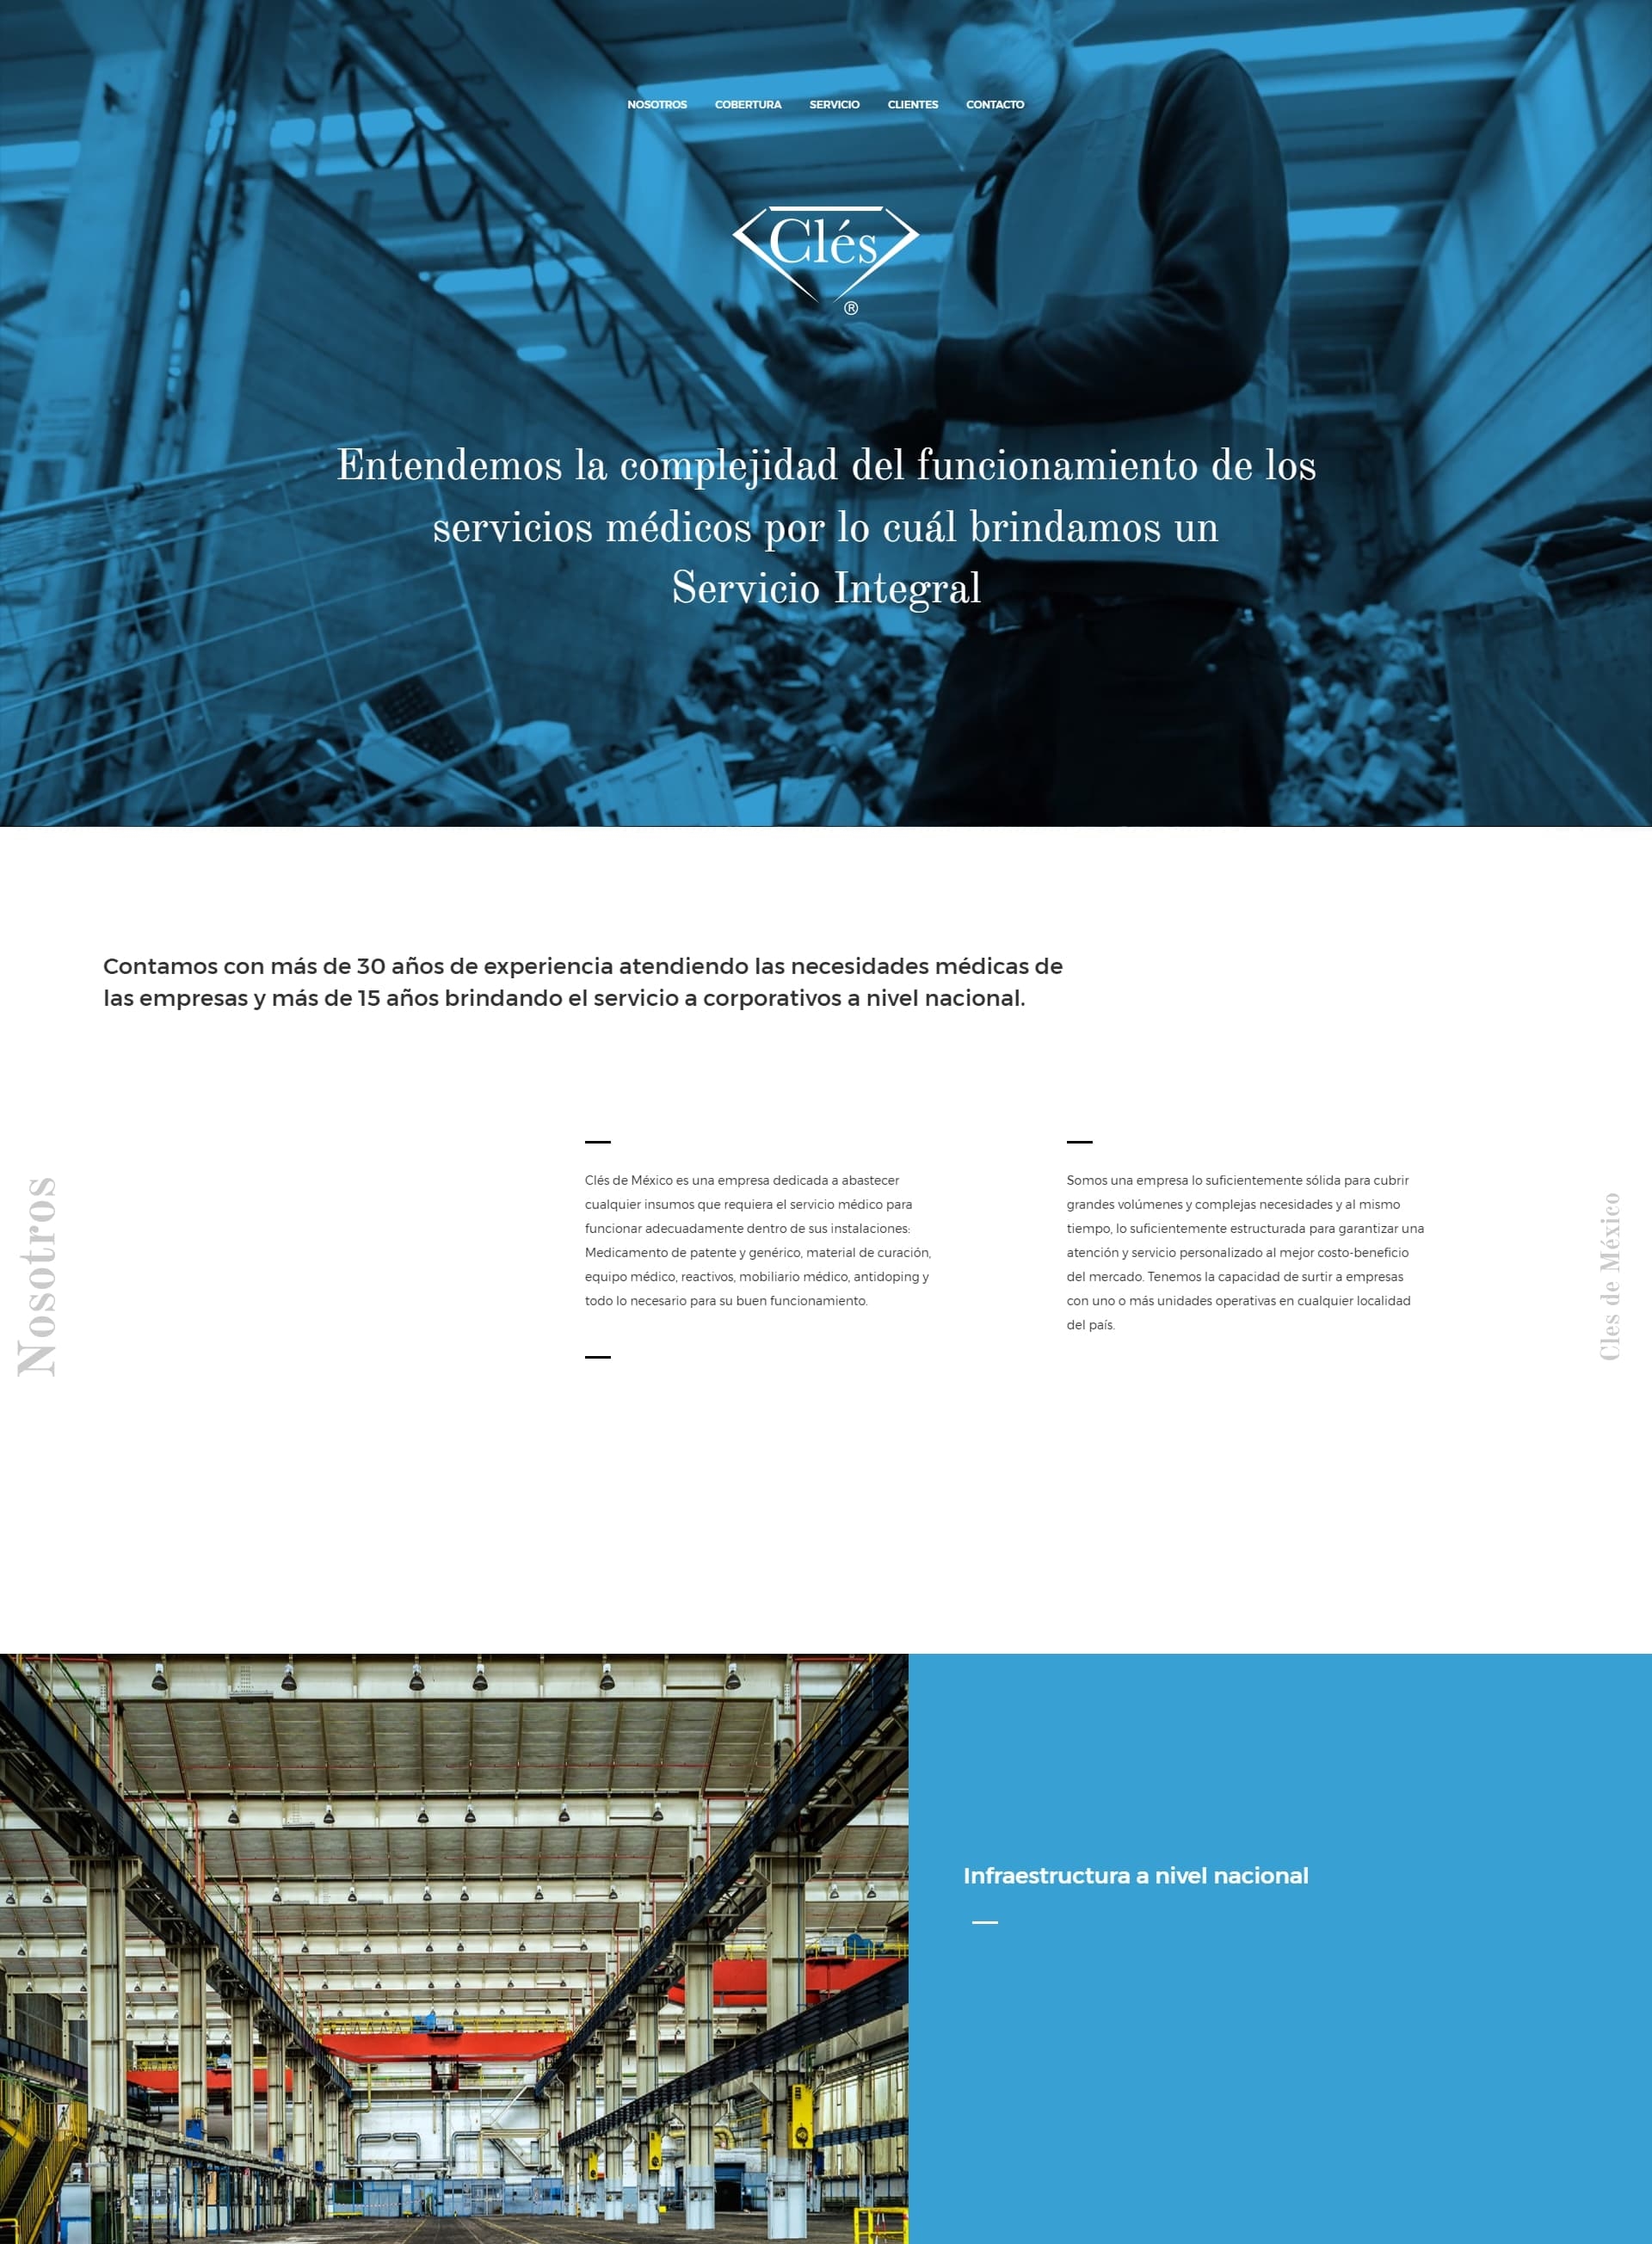 NOSOTROS COBERTURA SERVICIO CLIENTES CONTACTO
Clés
®
Entendemos la complejidad del funcionamiento de los
servicios médicos por lo cuál brindamos un
Servicio Integral
Contamos con más de 30 años de experiencia atendiendo las necesidades médicas de
las empresas y más de 15 años brindando el servicio a corporativos a nivel nacional.
Nosotros
Clés de México es una empresa dedicada a abastecer
cualquier insumos que requiera el servicio médico para
funcionar adecuadamente dentro de sus instalaciones:
Medicamento de patente y genérico, material de curación,
equipo médico, reactivos, mobiliario médico, antidoping y
todo lo necesario para su buen funcionamiento.
Somos una empresa lo suficientemente sólida para cubrir
grandes volúmenes y complejas necesidades y al mismo
tiempo, lo suficientemente estructurada para garantizar una
atención y servicio personalizado al mejor costo-beneficio
del mercado. Tenemos la capacidad de surtir a empresas
con uno o más unidades operativas en cualquier localidad
del país.
Cles de México
Infraestructura a nivel nacional